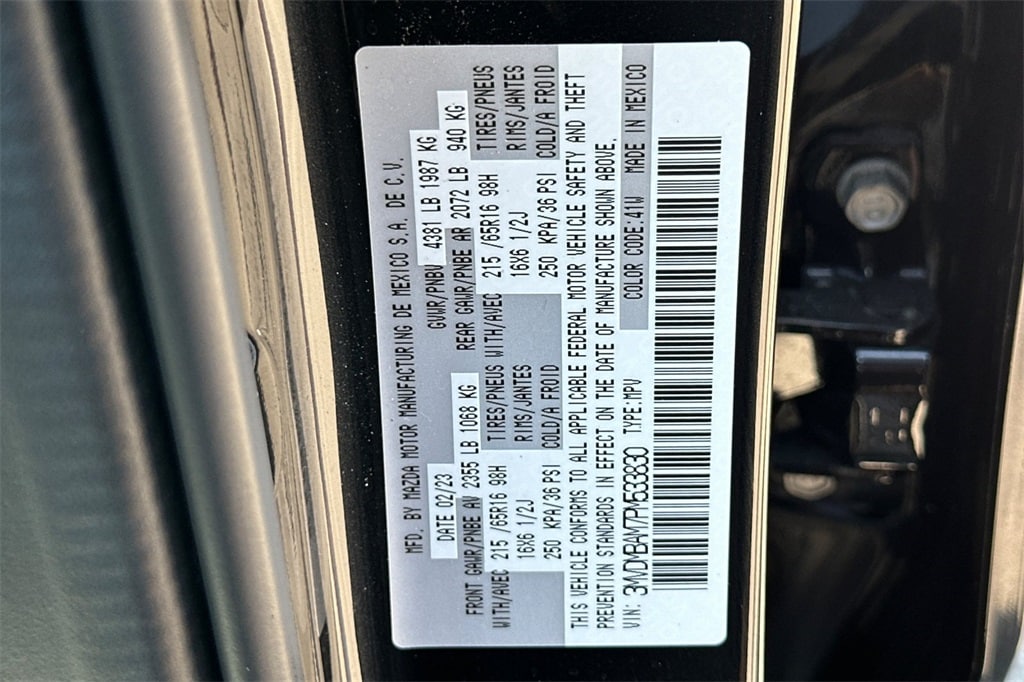 MFD. BY MAZDA MOTOR MANUFACTURING DE MEXICO S.A. DE C.V.
DATE 02/23 GVWR/PNBV 4381 LB 1987 KG
FRONT GAWR/PNBE AV 2355 LB 1068 KG REAR GAWR/PNBE AR 2072 LB 940 KG
WITH/AVEC 215 /65R16 98H TIRES/PNEUS WITH/AVEC 215 /65R16 98H TIRES/PNEUS
16X6 1/2J RIMS/JANTES 16X6 1/2J RIMS/JANTES
250 KPA/36 PSI COLD/A FROID 250 KPA/36 PSI COLD/A FROID
THIS VEHICLE CONFORMS TO ALL APPLICABLE FEDERAL MOTOR VEHICLE SAFETY AND THEFT
PREVENTION STANDARDS IN EFFECT ON THE DATE OF MANUFACTURE SHOWN ABOVE.
VIN: 3MVDMBAM7PM533830 TYPE:MPV COLOR CODE:41W MADE IN MEXICO